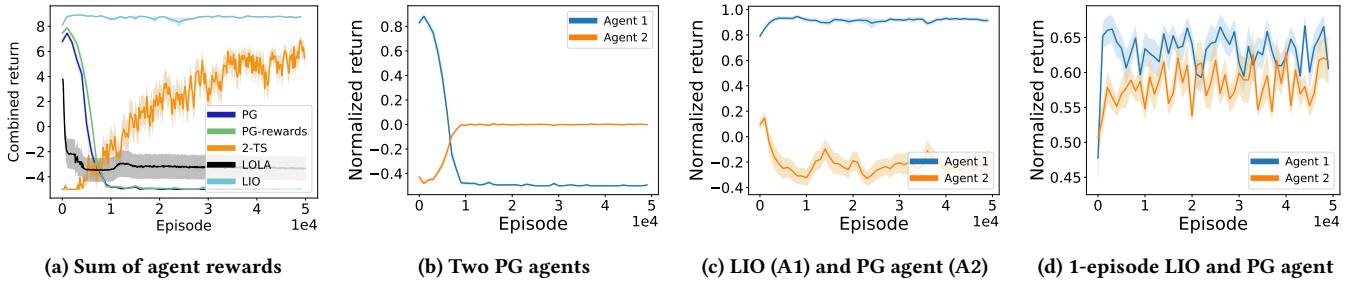 Combined return
8
6
4
2
0
−2
−4
PG
PG-rewards
2-TS
LOLA
LIO
0 1 2 3 4 5
Episode 1e4
(a) Sum of agent rewards
Normalized return
0.8
0.6
0.4
0.2
0.0
−0.2
−0.4
Agent 1
Agent 2
0 1 2 3 4 5
Episode 1e4
(b) Two PG agents
Normalized return
1.0
0.8
0.6
0.4
0.2
0.0
−0.2
−0.4
Agent 1
Agent 2
0 1 2 3 4 5
Episode 1e4
(c) LIO (A1) and PG agent (A2)
Normalized return
0.65
0.60
0.55
0.50
0.45
Agent 1
Agent 2
0 1 2 3 4 5
Episode 1e4
(d) 1-episode LIO and PG agent